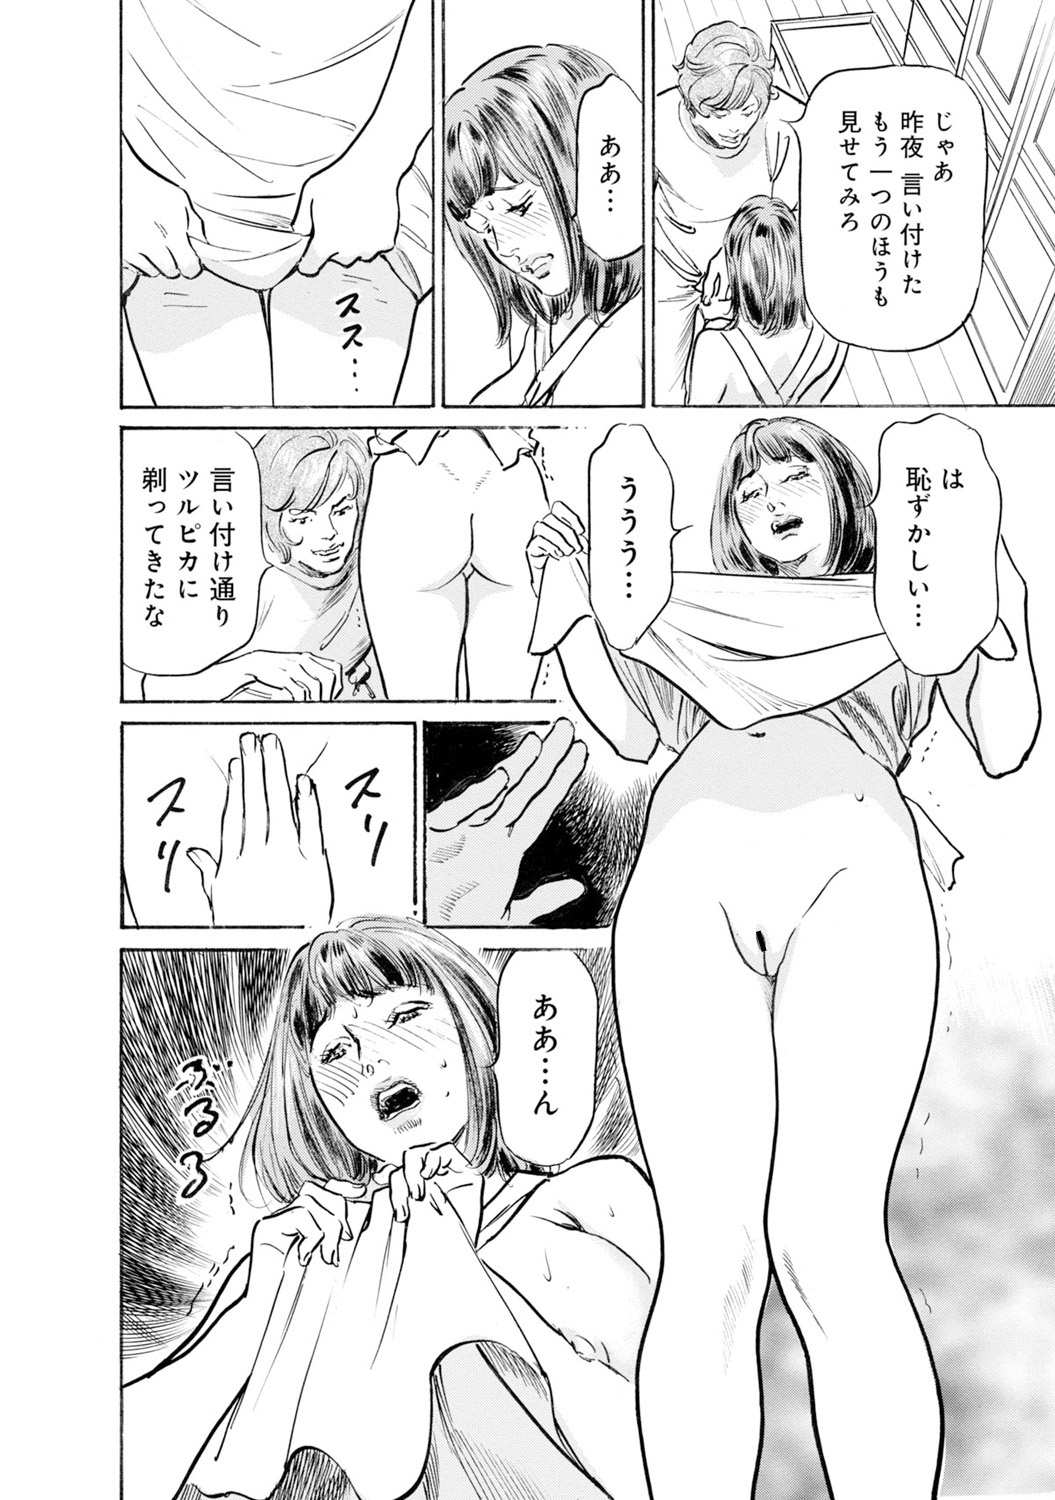 じゃあ
昨夜 言い付けた
もう一つのほうも
見せてみろ
ああ…
スス…
は
恥ずかしい…
ううう…
言い付け通り
ツルピカに
剃ってきたな
スリ
スリ
ああ…ん
ぶるる